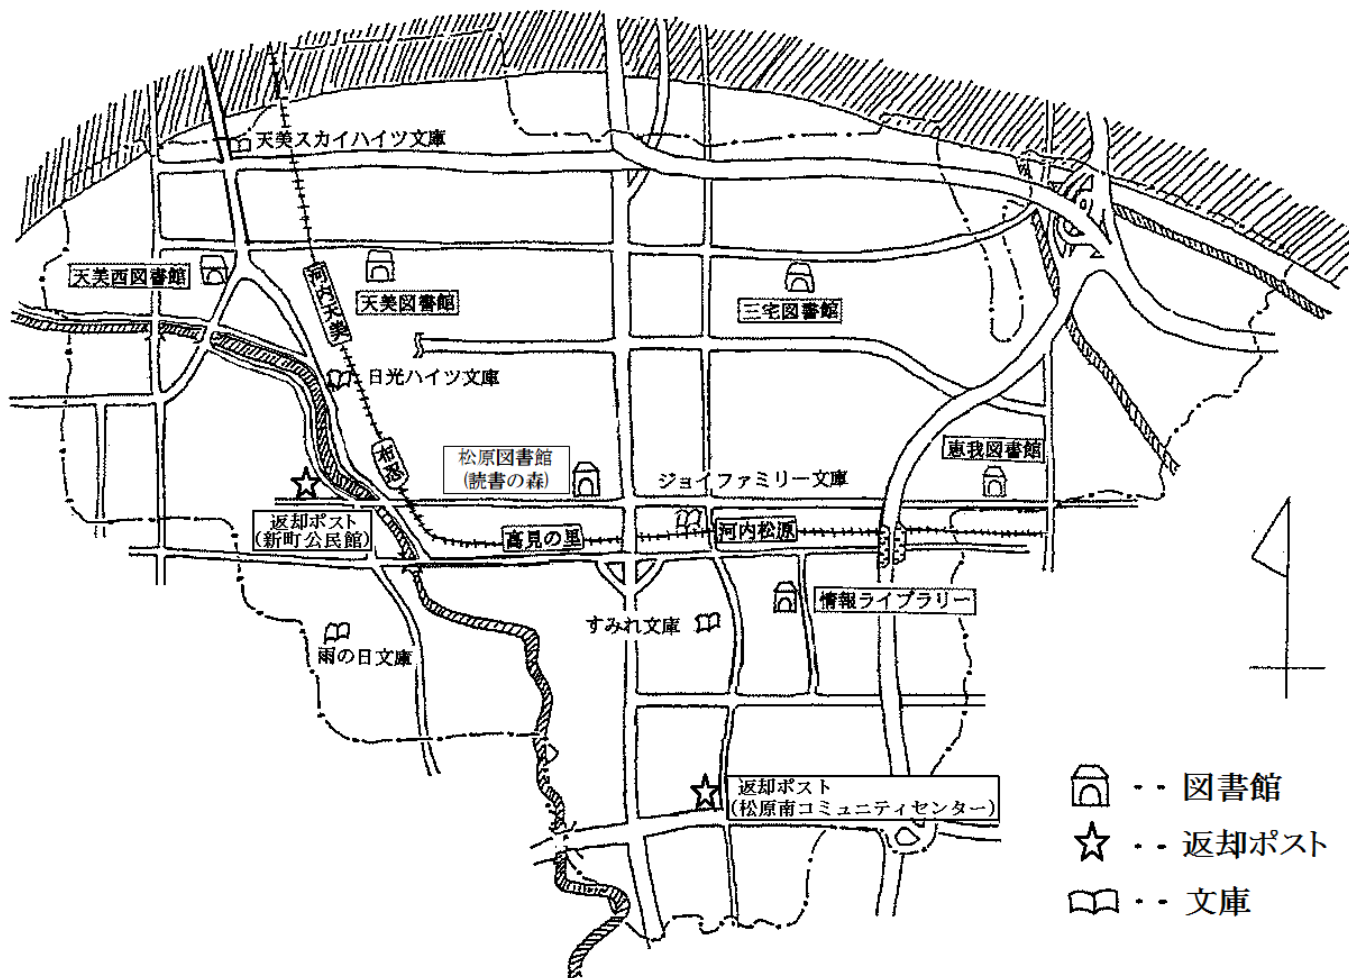 天美スカイハイツ文庫
天美西図書館
河内天美
天美図書館
三宅図書館
日光ハイツ文庫
布忍
松原図書館
(読書の森)
ジョイファミリー文庫
恵我図書館
返却ポスト
(新町公民館)
高見の里
河内松原
情報ライブラリー
すみれ文庫
雨の日文庫
返却ポスト
(松原南コミュニティセンター)
・・図書館
・・返却ポスト
・・文庫